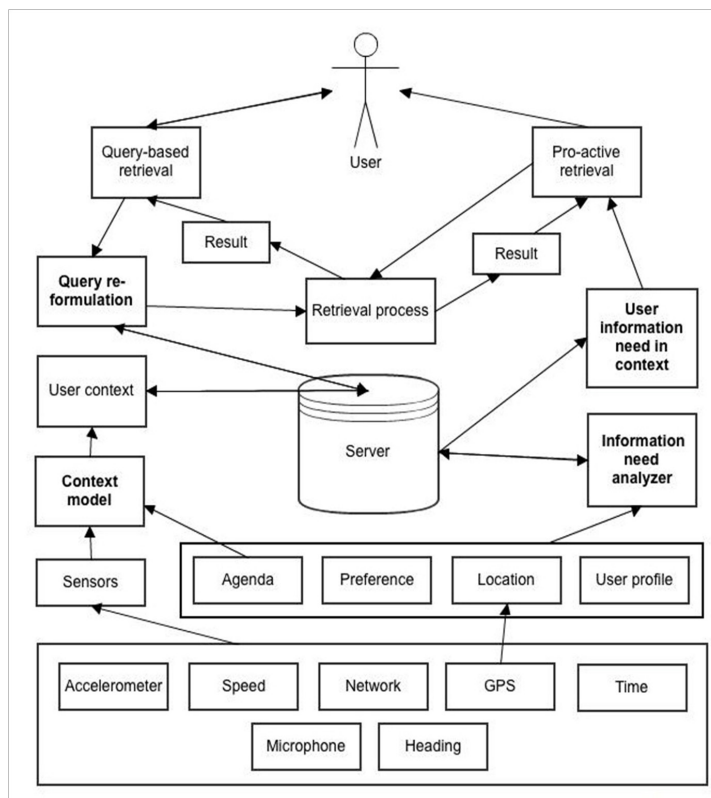 User
Query-based
retrieval
Pro-active
retrieval
Result
Result
Query re-
formulation
Retrieval process
User
information
need in
context
User context
Server
Information
need
analyzer
Context
model
Sensors
Agenda
Preference
Location
User profile
Accelerometer
Speed
Network
GPS
Time
Microphone
Heading